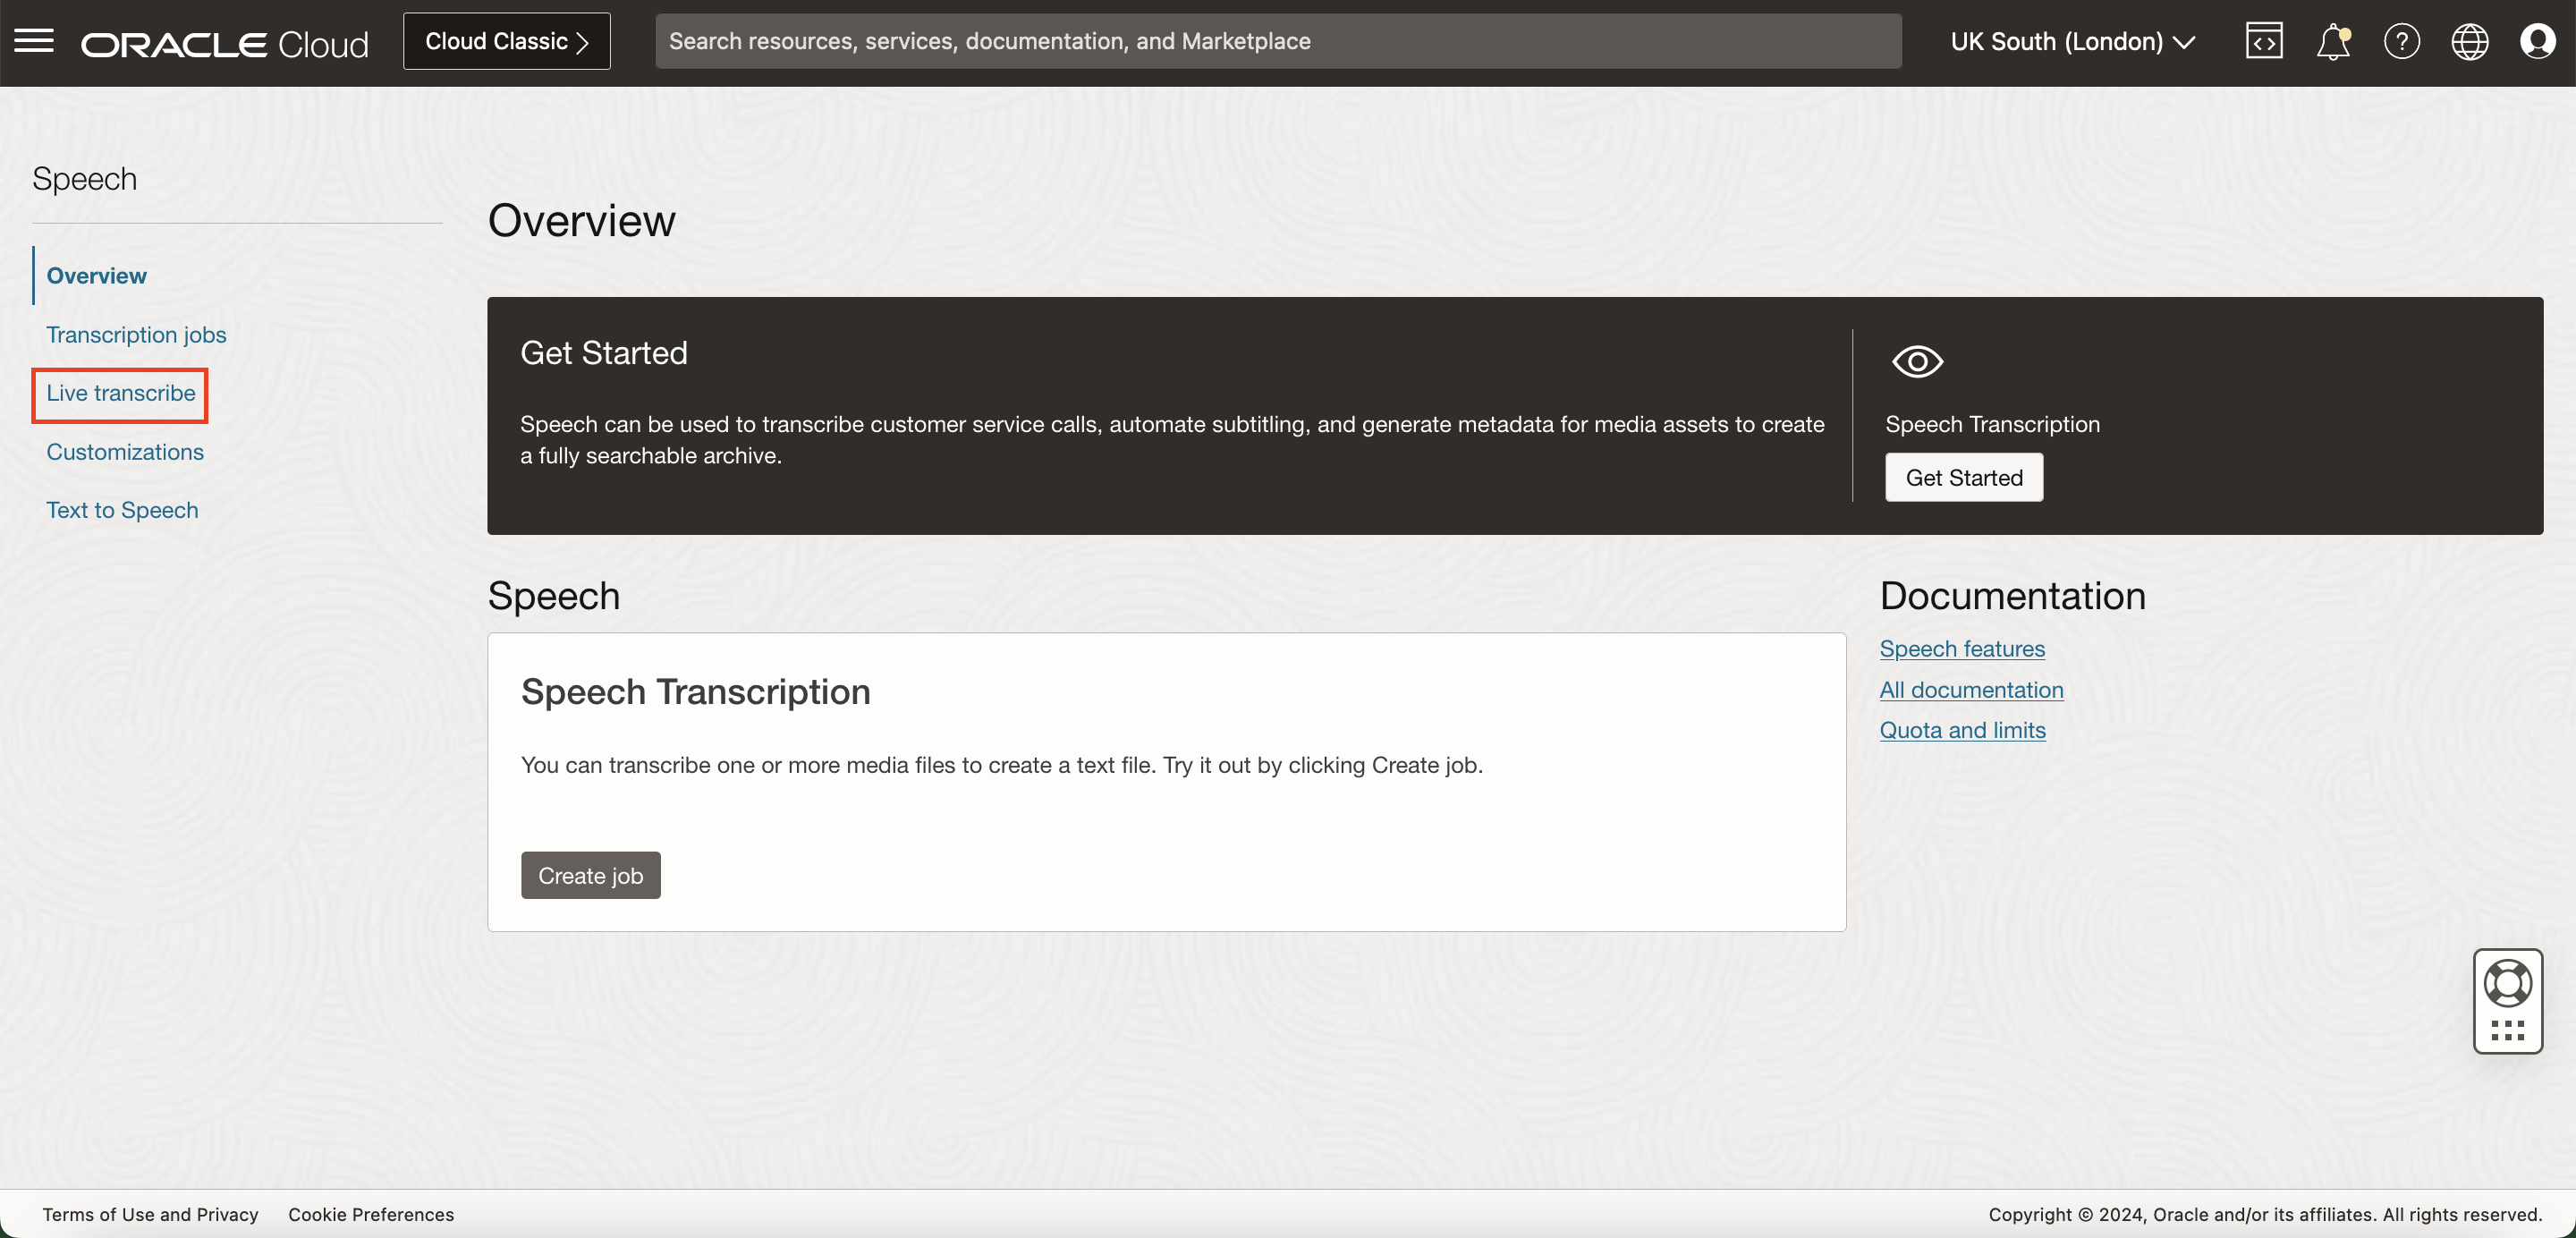 ORACLE Cloud
Cloud Classic
Search resources, services, documentation, and Marketplace
UK South (London)
Speech
Overview
Transcription jobs
Live transcribe
Customizations
Text to Speech
Overview
Get Started
Speech can be used to transcribe customer service calls, automate subtitling, and generate metadata for media assets to create
a fully searchable archive.
Speech Transcription
Get Started
Speech
Speech Transcription
You can transcribe one or more media files to create a text file. Try it out by clicking Create job.
Create job
Documentation
Speech features
All documentation
Quota and limits
Terms of Use and Privacy
Cookie Preferences
Copyright © 2024, Oracle and/or its affiliates. All rights reserved.